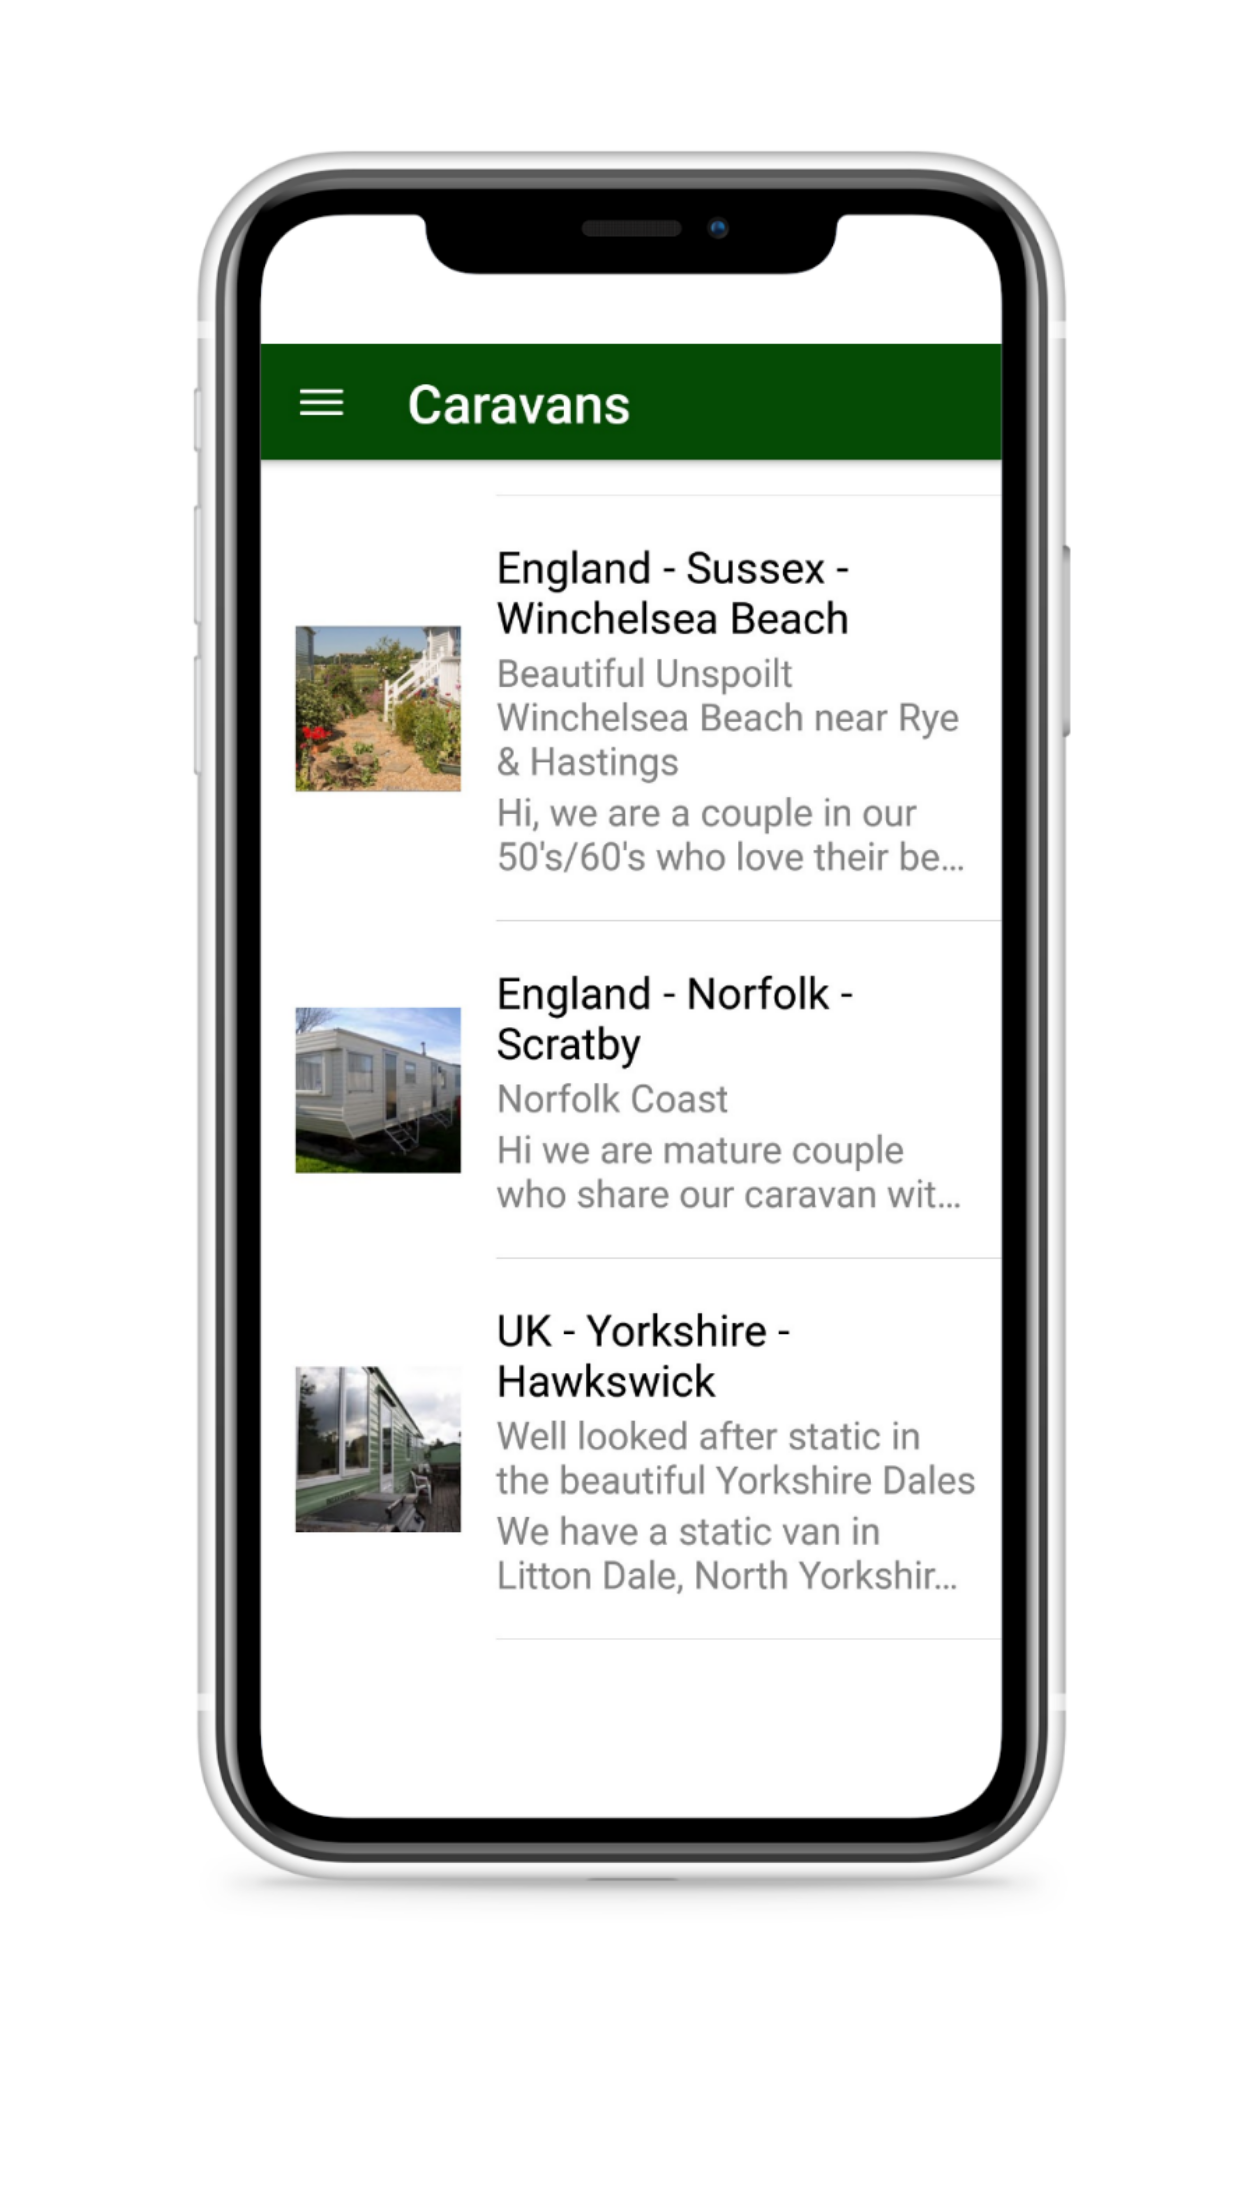 Caravans
England - Sussex -
Winchelsea Beach
Beautiful Unspoilt
Winchelsea Beach near Rye
& Hastings
Hi, we are a couple in our
50's/60's who love their be...
England - Norfolk -
Scratby
Norfolk Coast
Hi we are mature couple
who share our caravan wit...
UK - Yorkshire -
Hawkswick
Well looked after static in
the beautiful Yorkshire Dales
We have a static van in
Litton Dale, North Yorkshir...